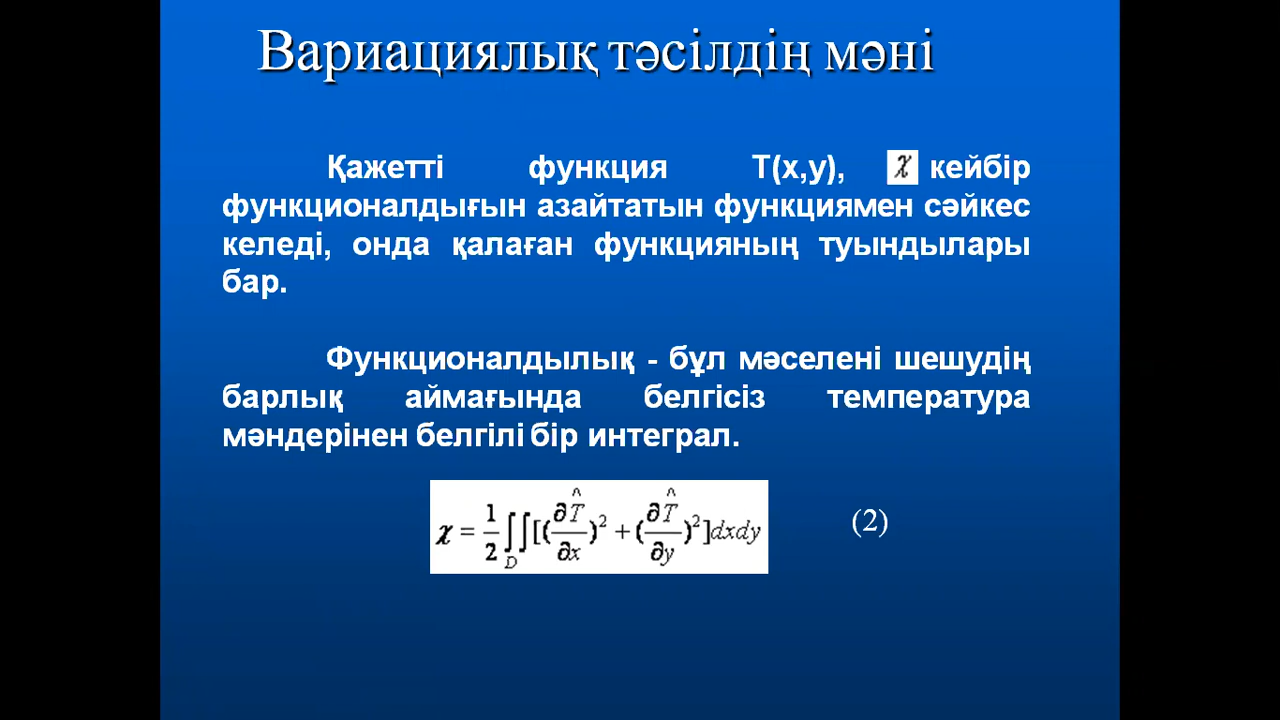 Вариациялық тәсілдің мәні
Қажетті функция T(x,y), χ кейбір
функционалдығын азайтатын функциямен сәйкес
келеді, онда қалаған функцияның туындылары
бар.
Функционалдылық - бұл мәселені шешудің
барлық аймағында белгісіз температура
мәндерінен белгілі бір интеграл.
χ = 1/2 ∬_D [(∂T̂/∂x)² + (∂T̂/∂y)²]dxdy (2)